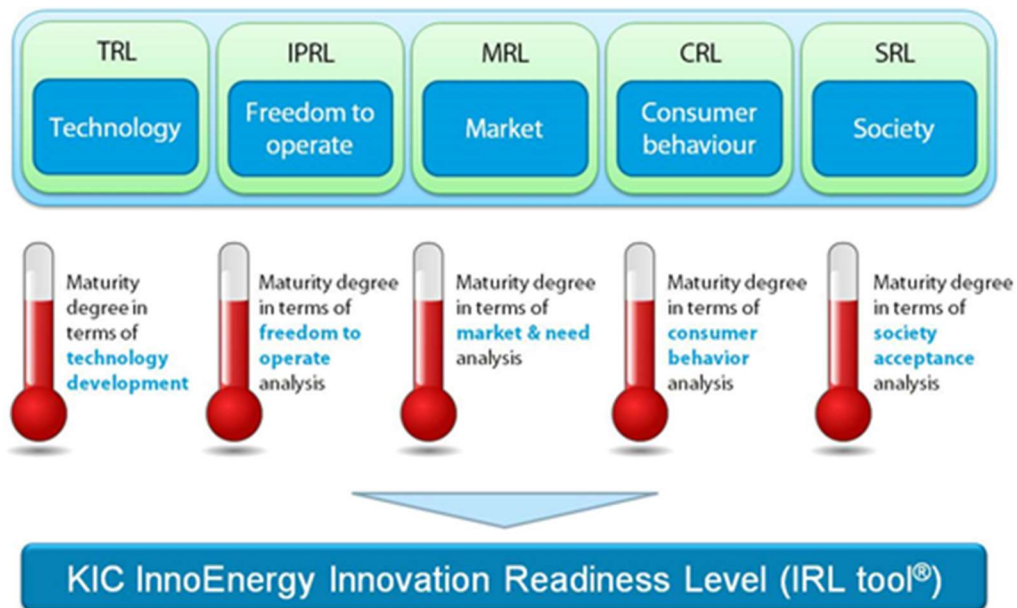 TRL
Technology
IPRL
Freedom to
operate
MRL
Market
CRL
Consumer
behaviour
SRL
Society
Maturity
degree in
terms of
technology
development
Maturity degree
in terms of
freedom to
operate
analysis
Maturity degree
in terms of
market & need
analysis
Maturity degree
in terms of
consumer
behavior
analysis
Maturity degree
in terms of
society
acceptance
analysis
KIC InnoEnergy Innovation Readiness Level (IRL tool®)